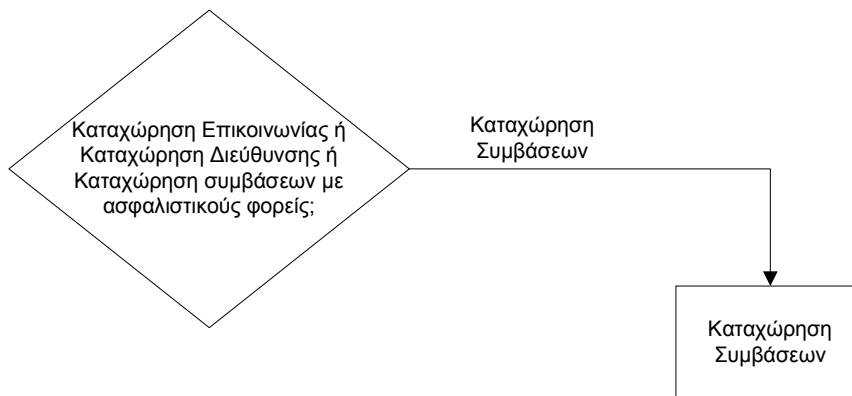 Καταχώρηση Επικοινωνίας ή
Καταχώρηση Διεύθυνσης ή
Καταχώρηση συμβάσεων με
ασφαλιστικούς φορείς;
Καταχώρηση
Συμβάσεων
Καταχώρηση
Συμβάσεων